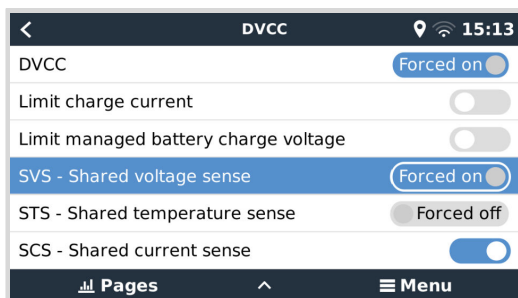 DVCC 15:13
DVCC Forced on
Limit charge current
Limit managed battery charge voltage
SVS - Shared voltage sense Forced on
STS - Shared temperature sense Forced off
SCS - Shared current sense
Pages Menu